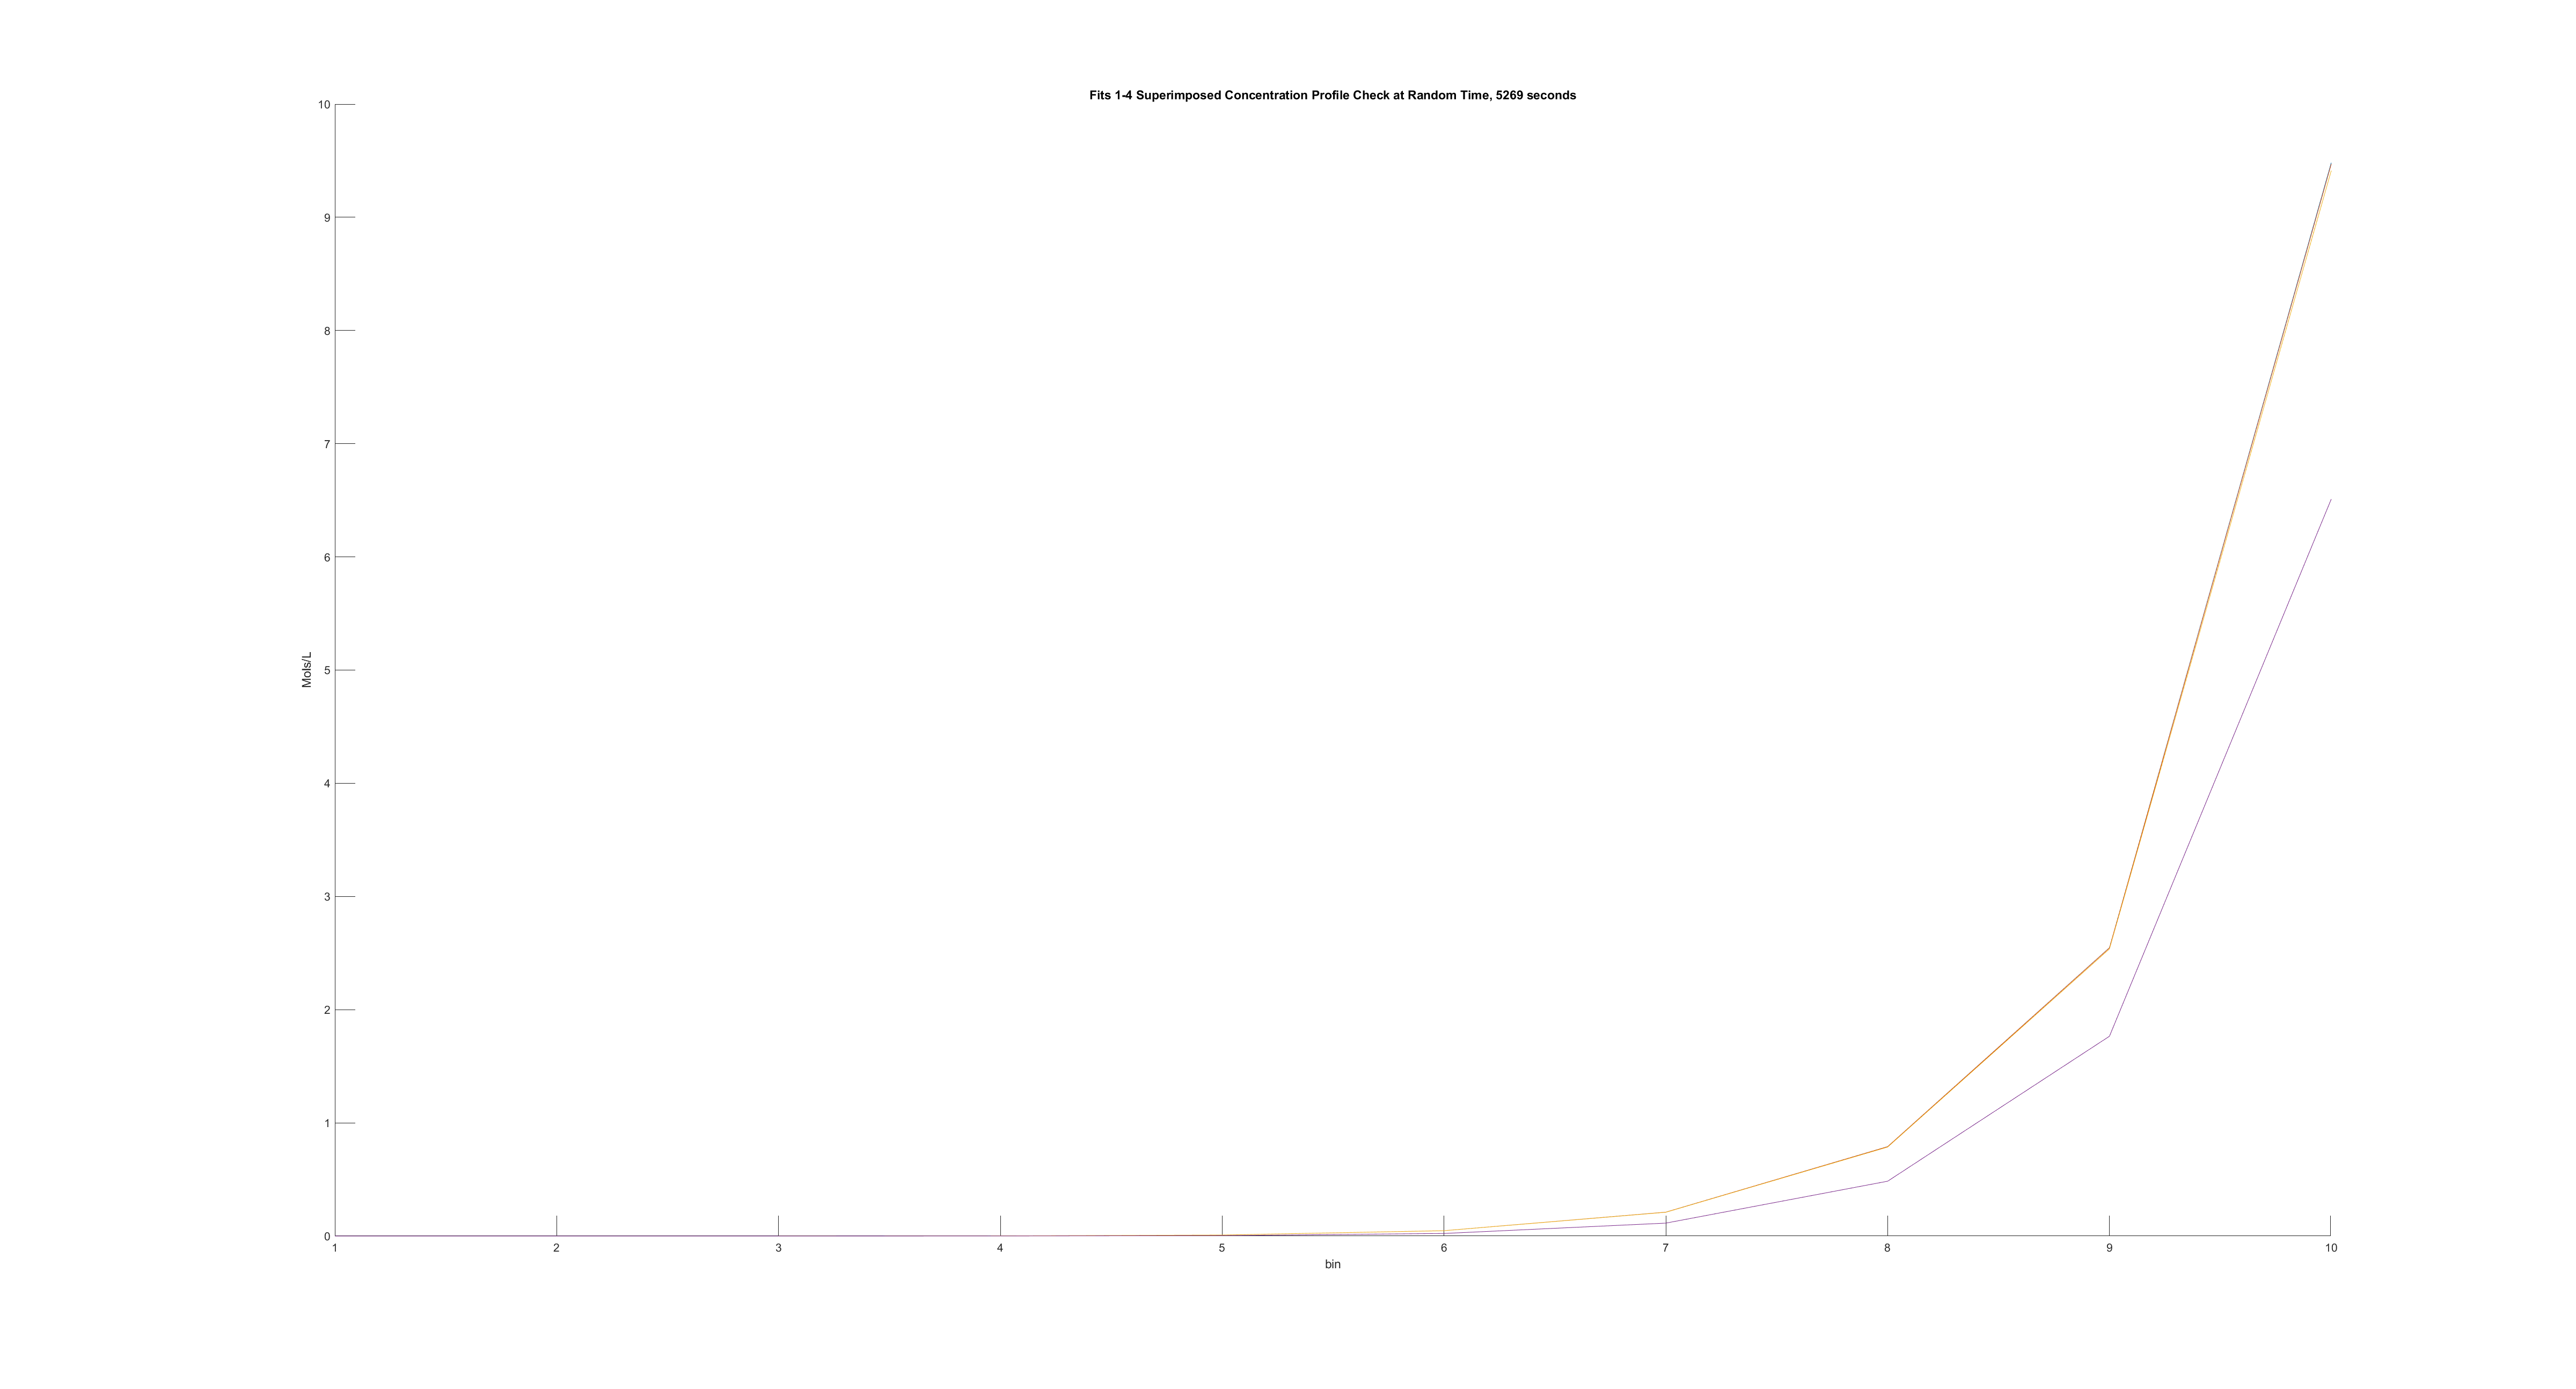 Fits 1-4 Superimposed Concentration Profile Check at Random Time, 5269 seconds
10
9
8
7
6
5
4
3
2
1
0
Mols/L
1 2 3 4 5 6 7 8 9 10
bin